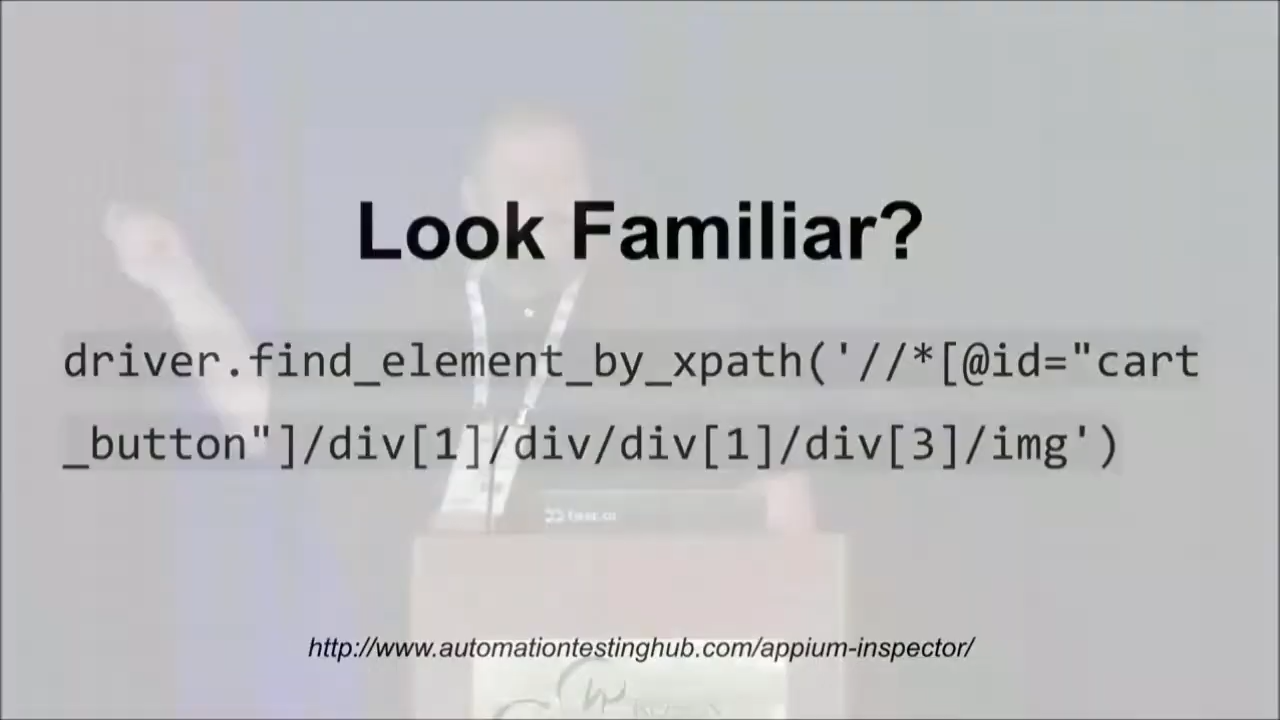 Look Familiar?
driver.find_element_by_xpath('//*[@id="cart
_button"]/div[1]/div/div[1]/div[3]/img')
http://www.automationtestinghub.com/appium-inspector/